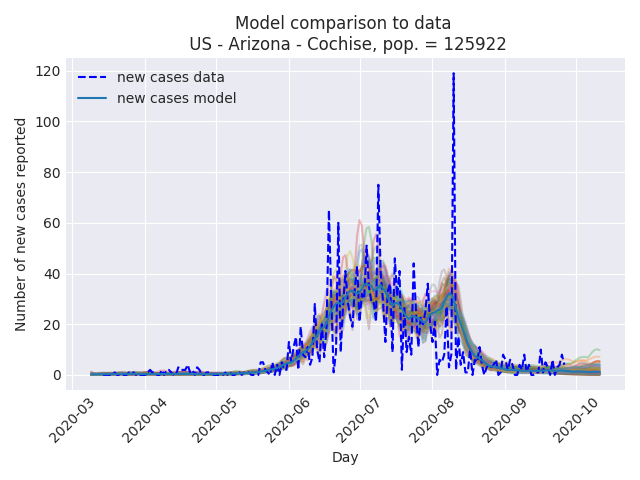 Model comparison to data
US - Arizona - Cochise, pop. = 125922
new cases data
new cases model
Number of new cases reported
120
100
80
60
40
20
0
2020-03
2020-04
2020-05
2020-06
2020-07
2020-08
2020-09
2020-10
Day